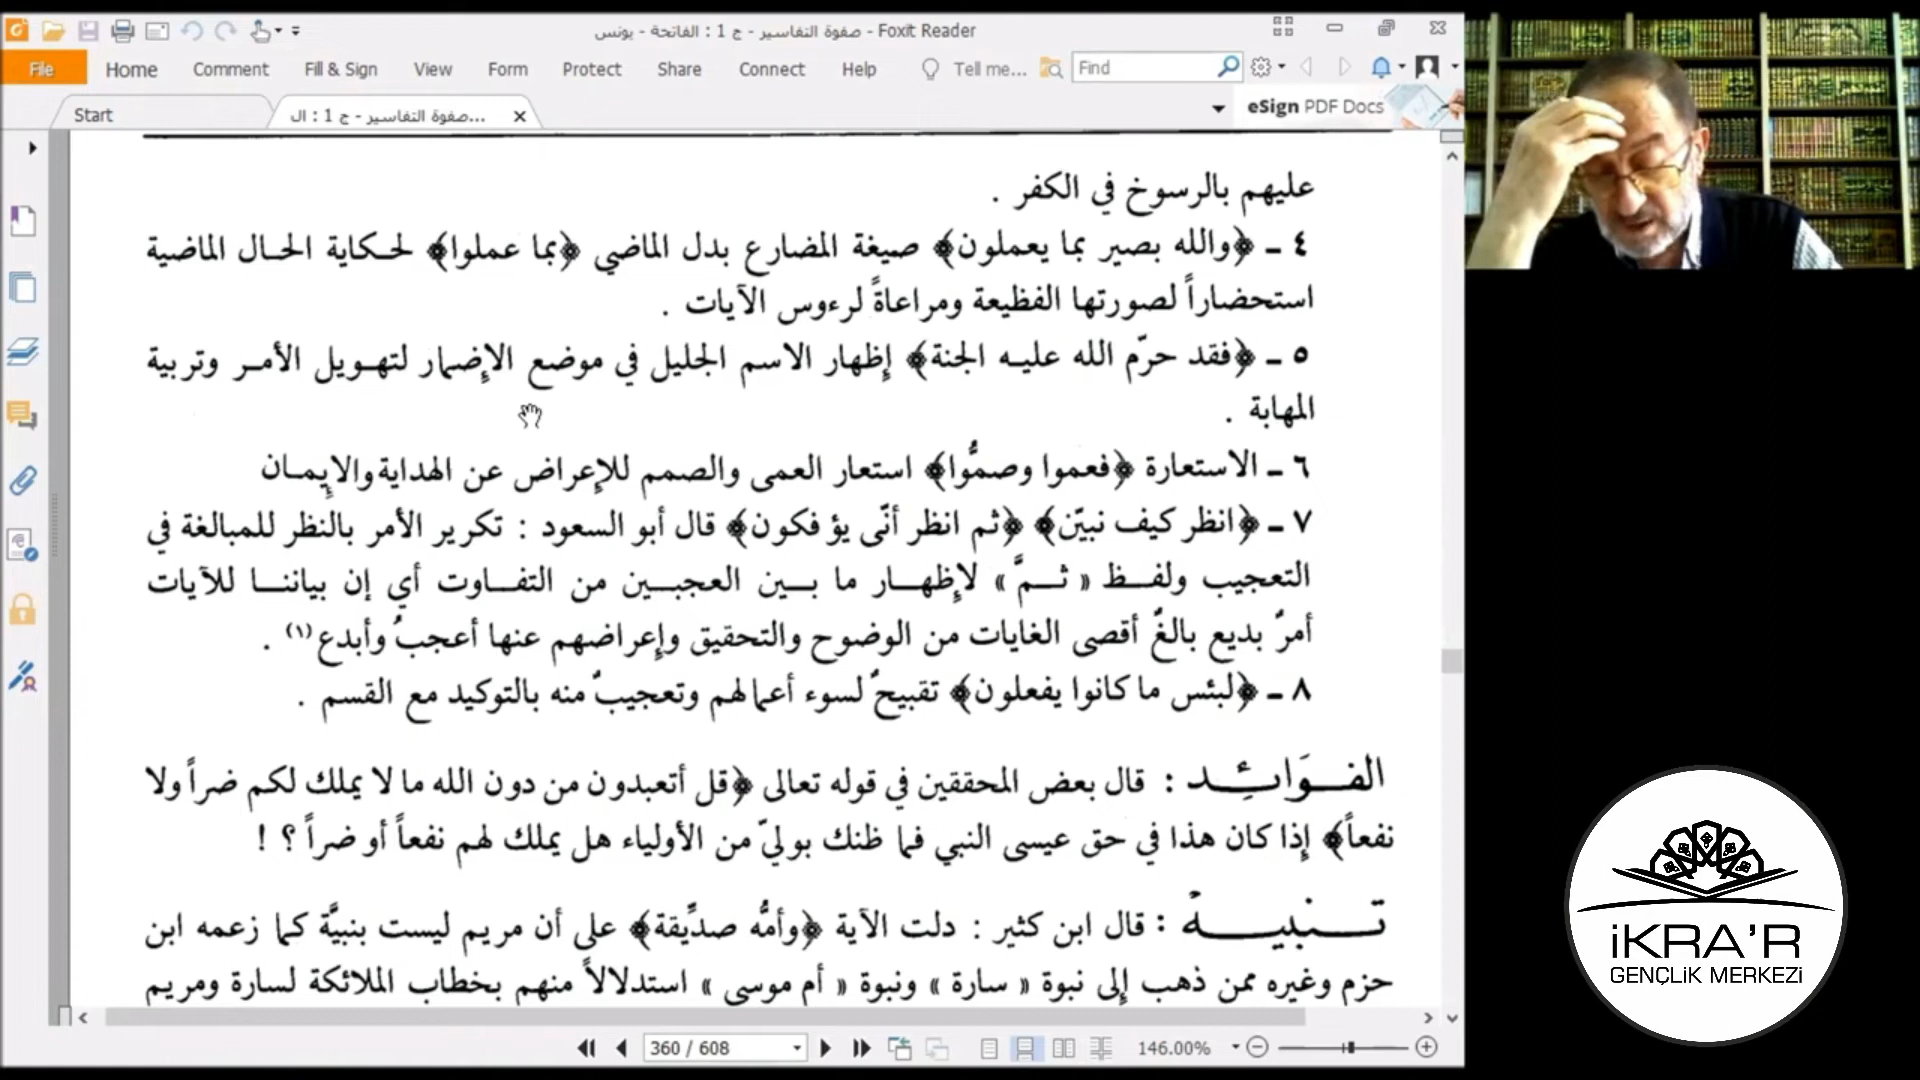 صفوة التفاسير - ج 1 : الفاتحة - يونس - Foxit Reader
File Home Comment Fill & Sign View Form Protect Share Connect Help Tell me... Find
Start
صفوة التفاسير - ج 1 : ال...
eSign PDF Docs
عليهم بالرسوخ في الكفر .
٤ ـ ﴿والله بصير بما يعملون﴾ صيغة المضارع بدل الماضي ﴿بما عملوا﴾ لحكاية الحال الماضية
استحضاراً لصورتها الفظيعة ومراعاةً لرءوس الآيات .
٥ ـ ﴿فقد حرّم الله عليه الجنة﴾ إظهار الاسم الجليل في موضع الإضمار لتهويل الأمر وتربية
المهابة .
٦ ـ الاستعارة ﴿فعموا وصمُّوا﴾ استعار العمى والصمم للإعراض عن الهداية والإيمان
٧ ـ ﴿انظر كيف نبيّن﴾ ﴿ثم انظر أنّى يؤفكون﴾ قال أبو السعود : تكرير الأمر بالنظر للمبالغة في
التعجيب ولفظ « ثمَّ » لإظهار ما بين العجبين من التفاوت أي إن بياننا للآيات
أمرٌ بديع بالغٌ أقصى الغايات من الوضوح والتحقيق وإعراضهم عنها أعجبُ وأبدع(١) .
٨ ـ ﴿لبئس ما كانوا يفعلون﴾ تقبيحٌ لسوء أعمالهم وتعجيبٌ منه بالتوكيد مع القسم .
الفَوَائِد : قال بعض المحققين في قوله تعالى ﴿قل أتعبدون من دون الله ما لا يملك لكم ضراً ولا
نفعاً﴾ إذا كان هذا في حق عيسى النبي فما ظنك بوليّ من الأولياء هل يملك لهم نفعاً أو ضراً ؟ !
تنبيه : قال ابن كثير : دلت الآية ﴿وأمُّه صدِّيقة﴾ على أن مريم ليست بنبيَّة كما زعمه ابن
حزم وغيره ممن ذهب إلى نبوة « سارة » ونبوة « أم موسى » استدلالاً منهم بخطاب الملائكة لسارة ومريم
360 / 608
146.00%
iKRA'R
GENÇLiK MERKEZi